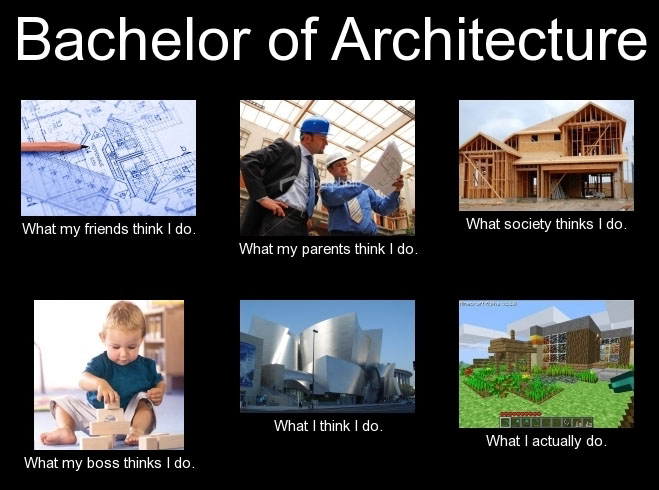 Bachelor of Architecture
What my friends think I do.
What my parents think I do.
What society thinks I do.
What my boss thinks I do.
What I think I do.
What I actually do.